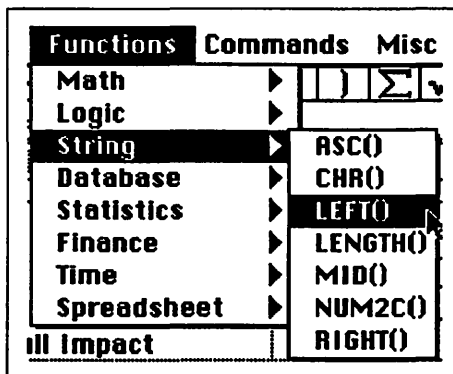 Functions Commands Misc
Math
Logic
String
Database
Statistics
Finance
Time
Spreadsheet
) Σ
ASC()
CHR()
LEFT()
LENGTH()
MID()
NUM2C()
RIGHT()
ill Impact